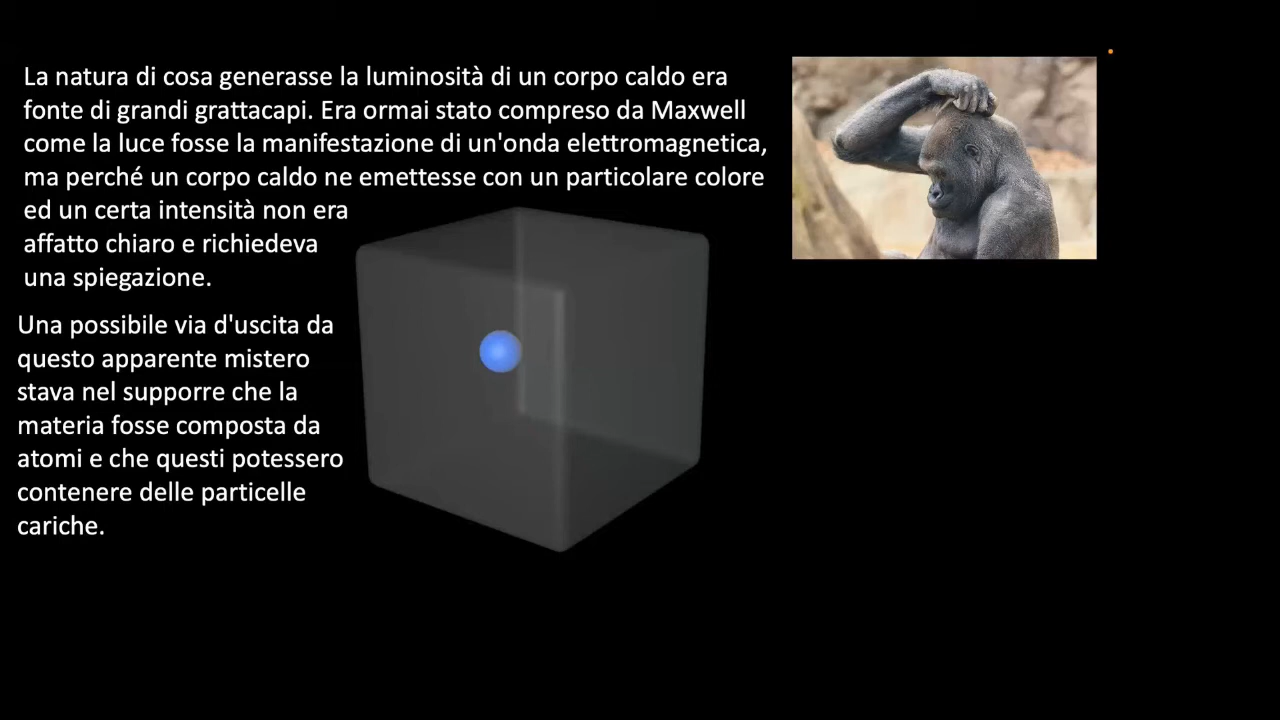 La natura di cosa generasse la luminosità di un corpo caldo era
fonte di grandi grattacapi. Era ormai stato compreso da Maxwell
come la luce fosse la manifestazione di un'onda elettromagnetica,
ma perché un corpo caldo ne emettesse con un particolare colore
ed un certa intensità non era
affatto chiaro e richiedeva
una spiegazione.
Una possibile via d'uscita da
questo apparente mistero
stava nel supporre che la
materia fosse composta da
atomi e che questi potessero
contenere delle particelle
cariche.